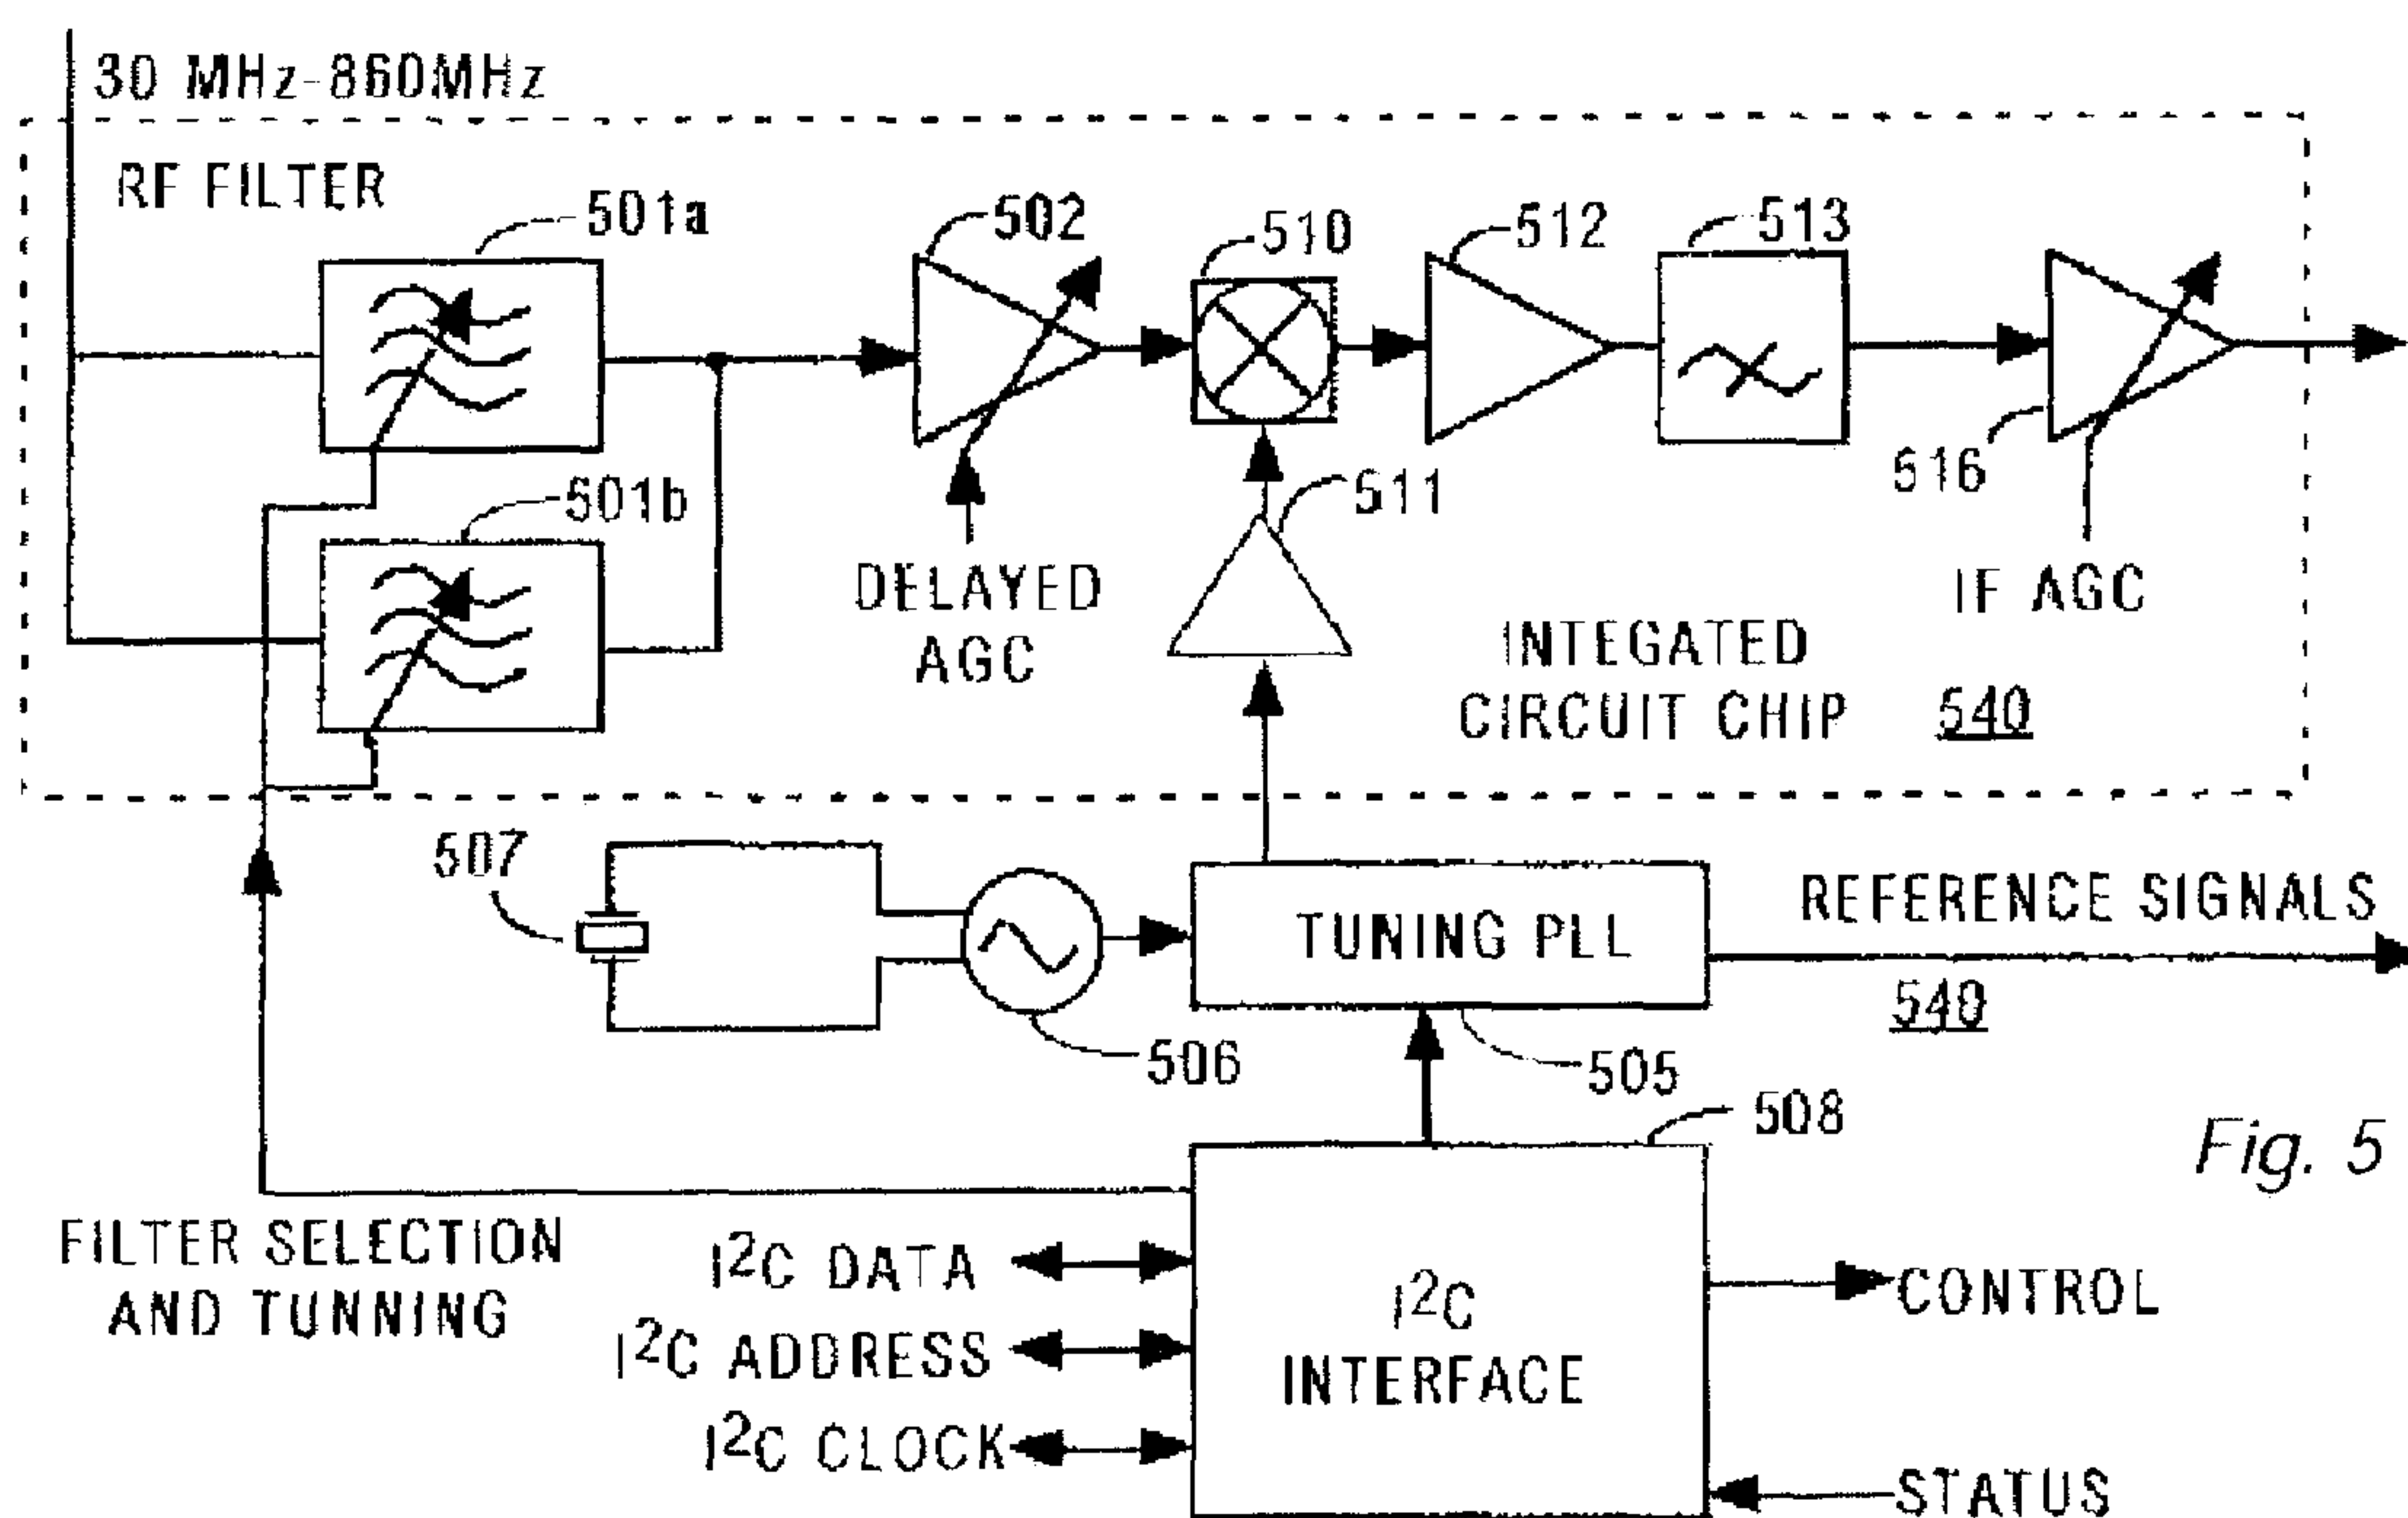 30 MHz-860MHz
RF FILTER
501a
502
510
512
513
501b
511
516
DELAYED
AGC
IF AGC
INTEGATED
CIRCUIT CHIP 540
507
TUNING PLL
REFERENCE SIGNALS
540
506
505
508
Fig. 5
FILTER SELECTION
AND TUNNING
I²C DATA
I²C ADDRESS
I²C CLOCK
I²C
INTERFACE
CONTROL
STATUS